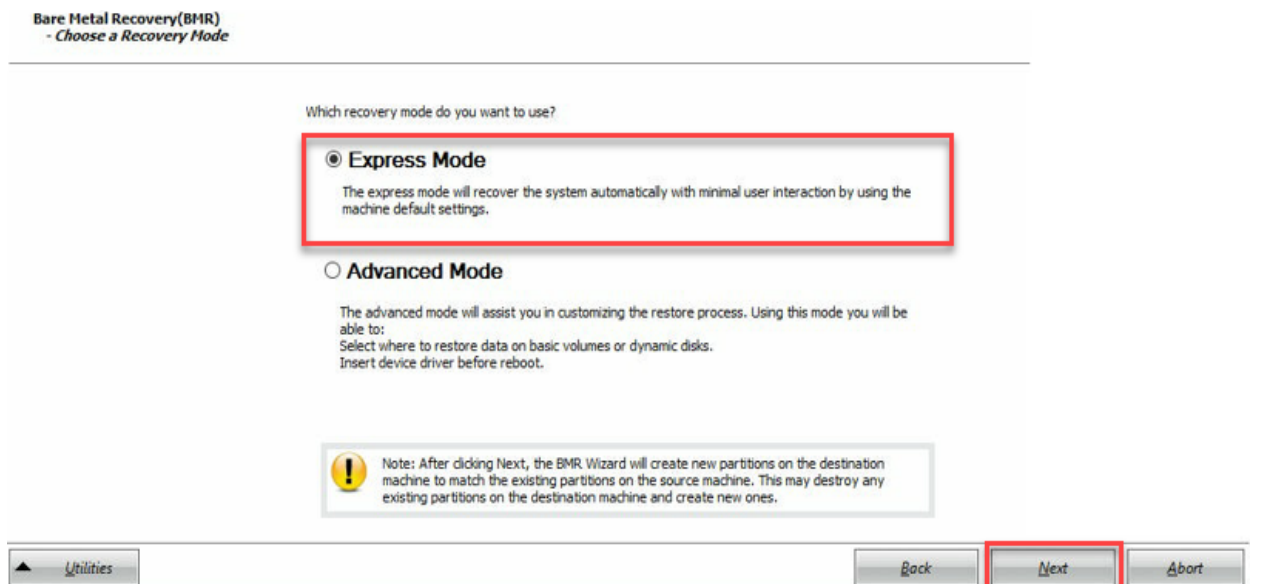 Bare Metal Recovery(BMR)
- Choose a Recovery Mode
Which recovery mode do you want to use?
Express Mode
The express mode will recover the system automatically with minimal user interaction by using the
machine default settings.
Advanced Mode
The advanced mode will assist you in customizing the restore process. Using this mode you will be
able to:
Select where to restore data on basic volumes or dynamic disks.
Insert device driver before reboot.
Note: After clicking Next, the BMR Wizard will create new partitions on the destination
machine to match the existing partitions on the source machine. This may destroy any
existing partitions on the destination machine and create new ones.
Utilities
Back
Next
Abort